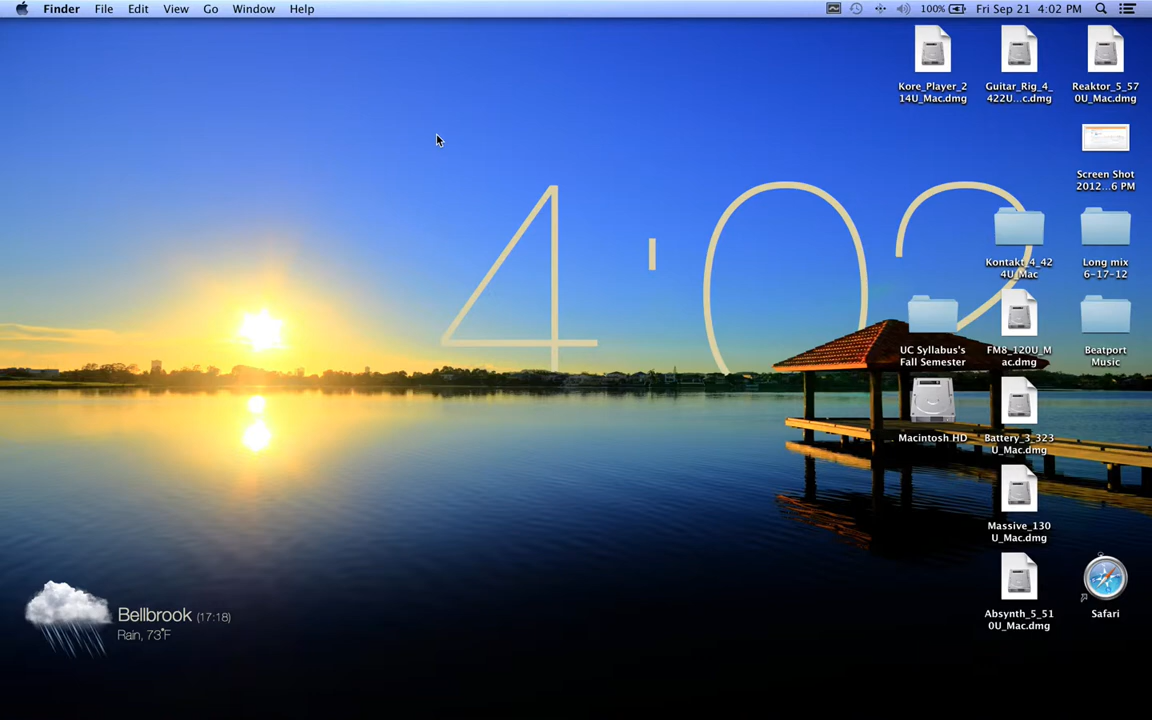 Finder File Edit View Go Window Help 100% Fri Sep 21 4:02 PM
4:02
Kore_Player_2
14U_Mac.dmg
Guitar_Rig_4_
422U...c.dmg
Reaktor_5_57
0U_Mac.dmg
Screen Shot
2012...6 PM
Kontakt_4_42
4U_Mac
Long mix
6-17-12
UC Syllabus's
Fall Semester
FM8_120U_M
ac.dmg
Beatport
Music
Macintosh HD
Battery_3_323
U_Mac.dmg
Massive_130
U_Mac.dmg
Absynth_5_51
0U_Mac.dmg
Safari
Bellbrook (17:18)
Rain, 73°F